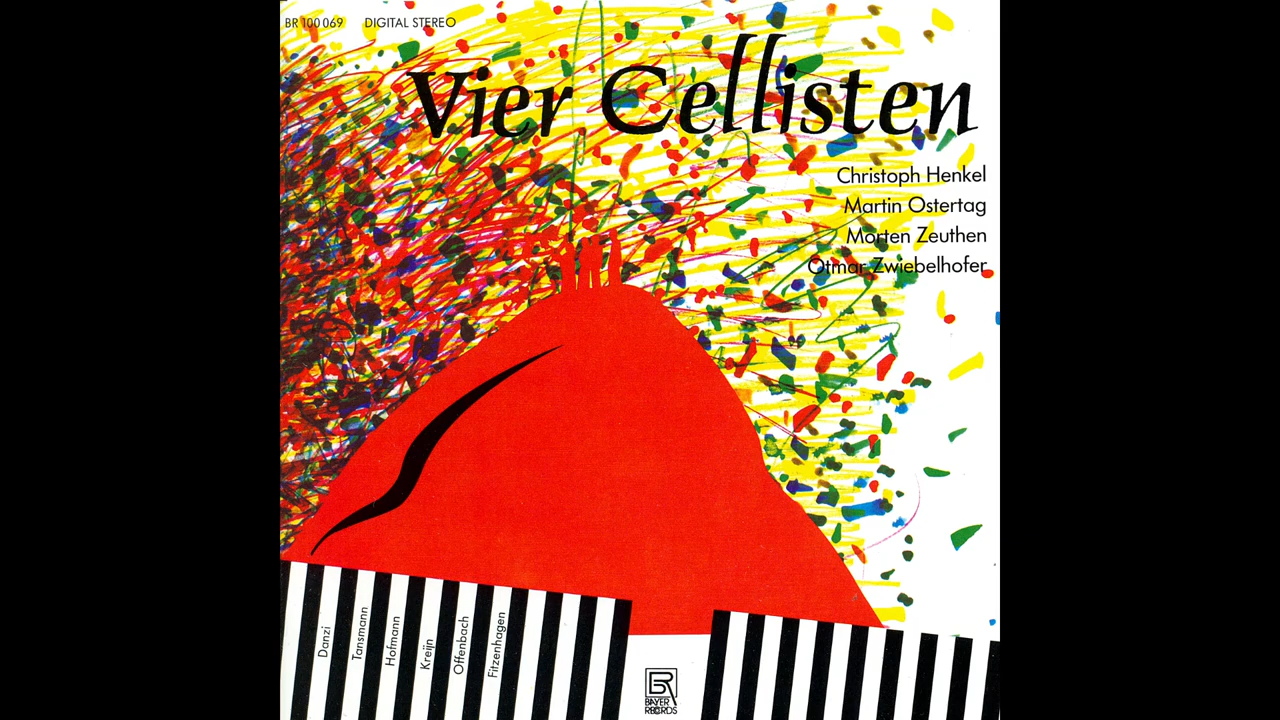 BR 100 069 DIGITAL STEREO
Vier Cellisten
Christoph Henkel
Martin Ostertag
Morten Zeuthen
Otmar Zwiebelhofer
Danzi
Tansmann
Hofmann
Kreijn
Offenbach
Fitzenhagen
BR
BAYER
RECORDS